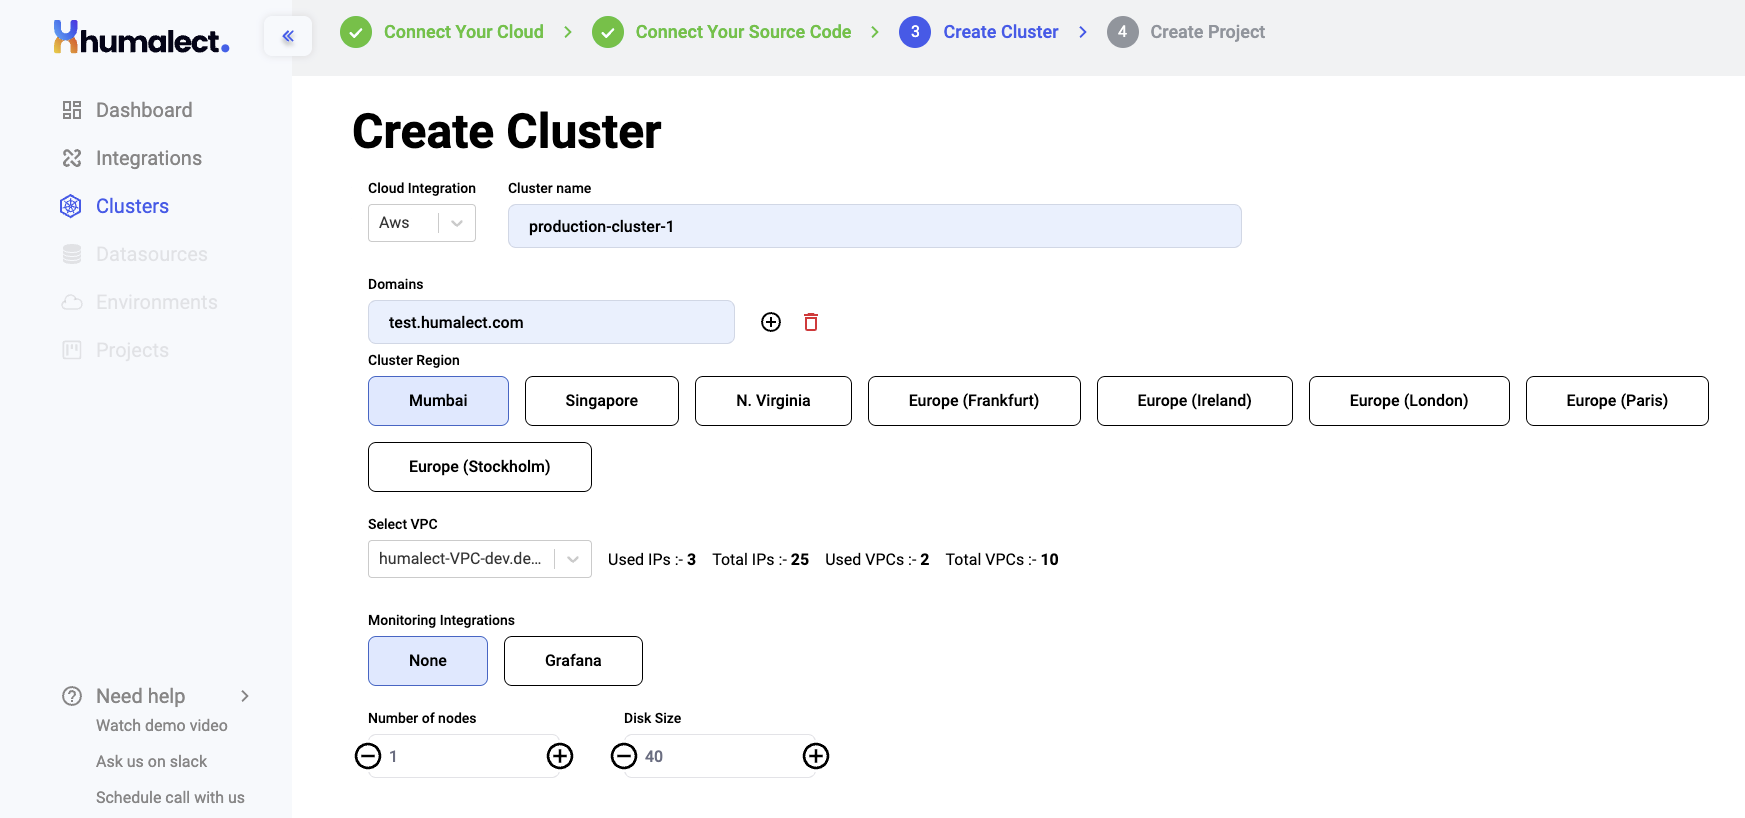 humalect.
Connect Your Cloud
Connect Your Source Code
3 Create Cluster
4 Create Project
Dashboard
Integrations
Clusters
Datasources
Environments
Projects
Need help
Watch demo video
Ask us on slack
Schedule call with us
Create Cluster
Cloud Integration Cluster name
Aws production-cluster-1
Domains
test.humalect.com
Cluster Region
Mumbai Singapore N. Virginia Europe (Frankfurt) Europe (Ireland) Europe (London) Europe (Paris)
Europe (Stockholm)
Select VPC
humalect-VPC-dev.de... Used IPs :- 3 Total IPs :- 25 Used VPCs :- 2 Total VPCs :- 10
Monitoring Integrations
None Grafana
Number of nodes Disk Size
1 40